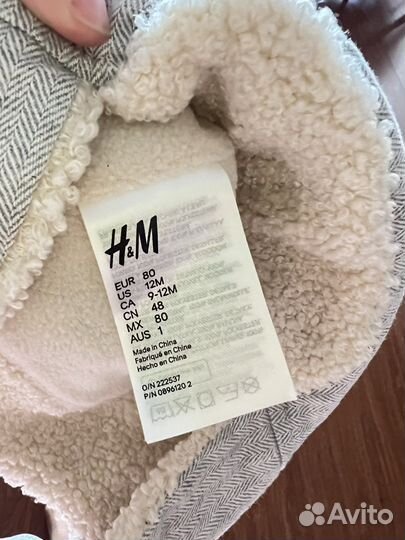 H&M
EUR 80
US 12M
CA 9-12M
CN 48
MX 80
AUS 1
Made in China
Fabriqué en Chine
Hecho en China
O/N 222537
P/N 0896120 2
Avito